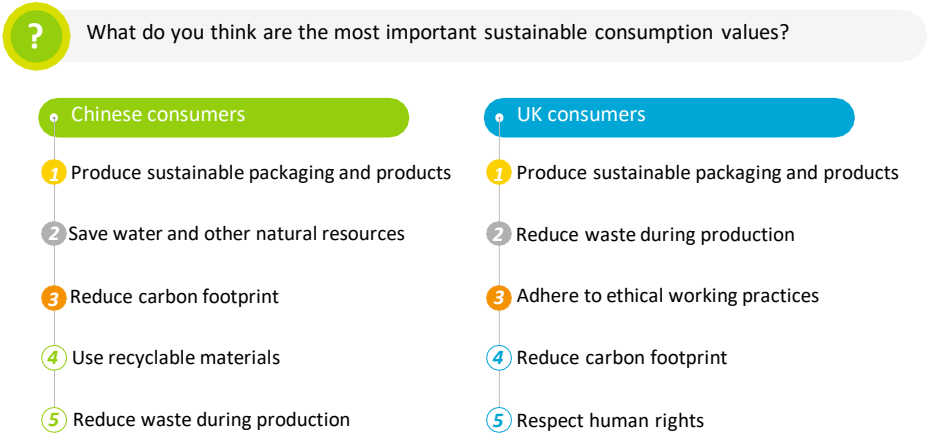 ?
What do you think are the most important sustainable consumption values?
Chinese consumers
1 Produce sustainable packaging and products
2 Save water and other natural resources
3 Reduce carbon footprint
4 Use recyclable materials
5 Reduce waste during production
UK consumers
1 Produce sustainable packaging and products
2 Reduce waste during production
3 Adhere to ethical working practices
4 Reduce carbon footprint
5 Respect human rights